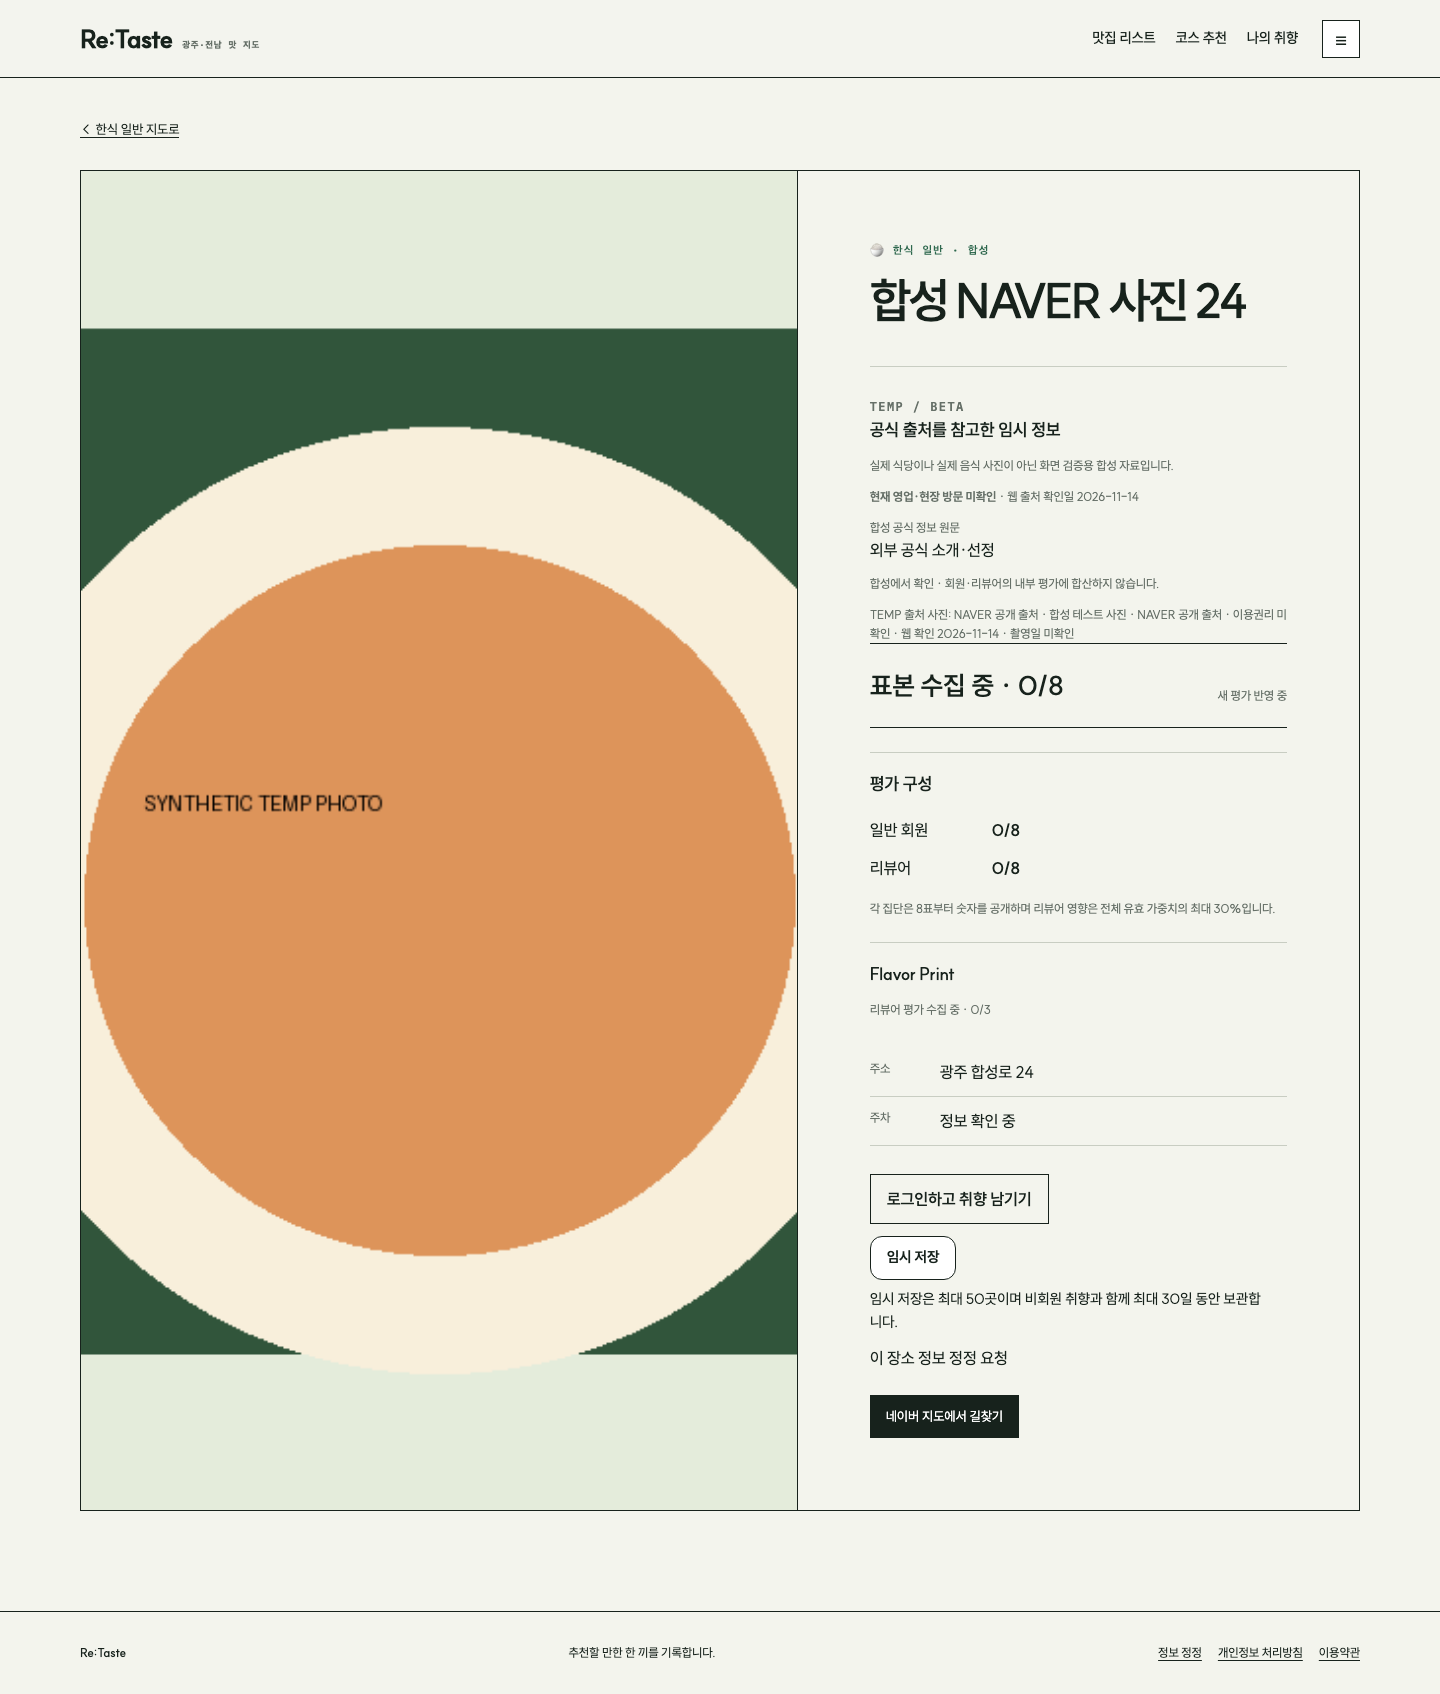 Re:Taste 광주·전남 맛 지도
맛집 리스트 코스 추천 나의 취향
한식 일반 지도로
한식 일반 · 합성
합성 NAVER 사진 24
TEMP / BETA
공식 출처를 참고한 임시 정보
실제 식당이나 실제 음식 사진이 아닌 화면 검증용 합성 자료입니다.
현재 영업·현장 방문 미확인 · 웹 출처 확인일 2026-11-14
합성 공식 정보 원문
외부 공식 소개·선정
합성에서 확인 · 회원·리뷰어의 내부 평가에 합산하지 않습니다.
TEMP 출처 사진: NAVER 공개 출처 · 합성 테스트 사진 · NAVER 공개 출처 · 이용권리 미
확인 · 웹 확인 2026-11-14 · 촬영일 미확인
표본 수집 중 · 0/8
새 평가 반영 중
SYNTHETIC TEMP PHOTO
평가 구성
일반 회원 0/8
리뷰어 0/8
각 집단은 8표부터 숫자를 공개하며 리뷰어 영향은 전체 유효 가중치의 최대 30%입니다.
Flavor Print
리뷰어 평가 수집 중 · 0/3
주소 광주 합성로 24
주차 정보 확인 중
로그인하고 취향 남기기
임시 저장
임시 저장은 최대 50곳이며 비회원 취향과 함께 최대 30일 동안 보관합
니다.
이 장소 정보 정정 요청
네이버 지도에서 길찾기
Re:Taste
추천할 만한 한 끼를 기록합니다.
정보 정정 개인정보 처리방침 이용약관